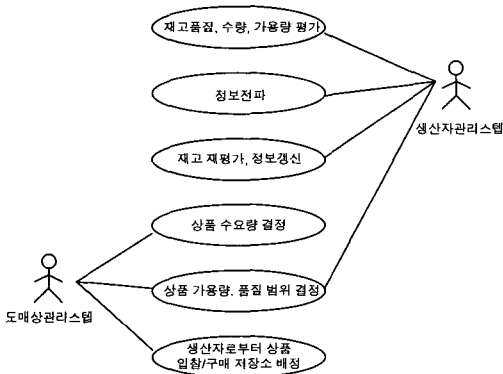 재고품질, 수량, 가용량 평가
정보전파
생산자관리스텝
재고 재평가, 정보갱신
상품 수요량 결정
상품 가용량, 품질 범위 결정
도매상관리스텝
생산자로부터 상품
입찰/구매 저장소 배정